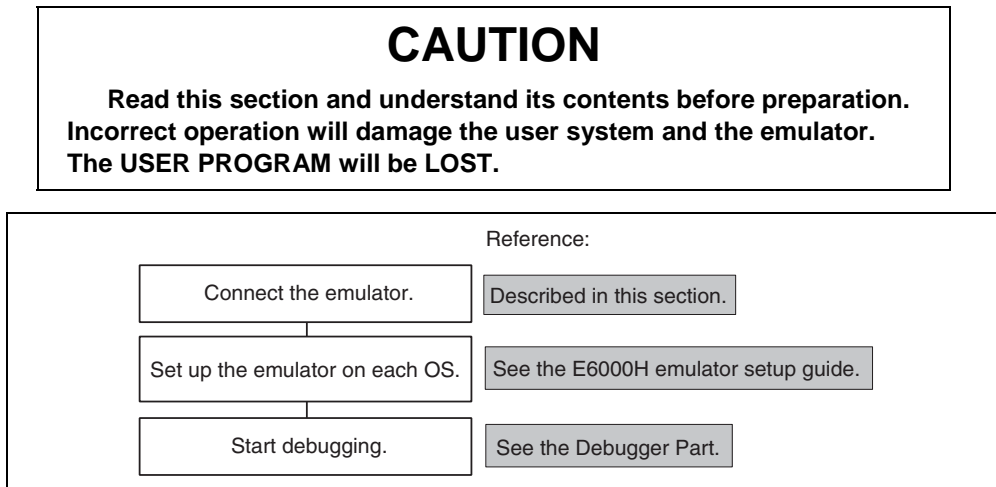 CAUTION
Read this section and understand its contents before preparation.
Incorrect operation will damage the user system and the emulator.
The USER PROGRAM will be LOST.
Reference:
Connect the emulator.
Described in this section.
Set up the emulator on each OS.
See the E6000H emulator setup guide.
Start debugging.
See the Debugger Part.